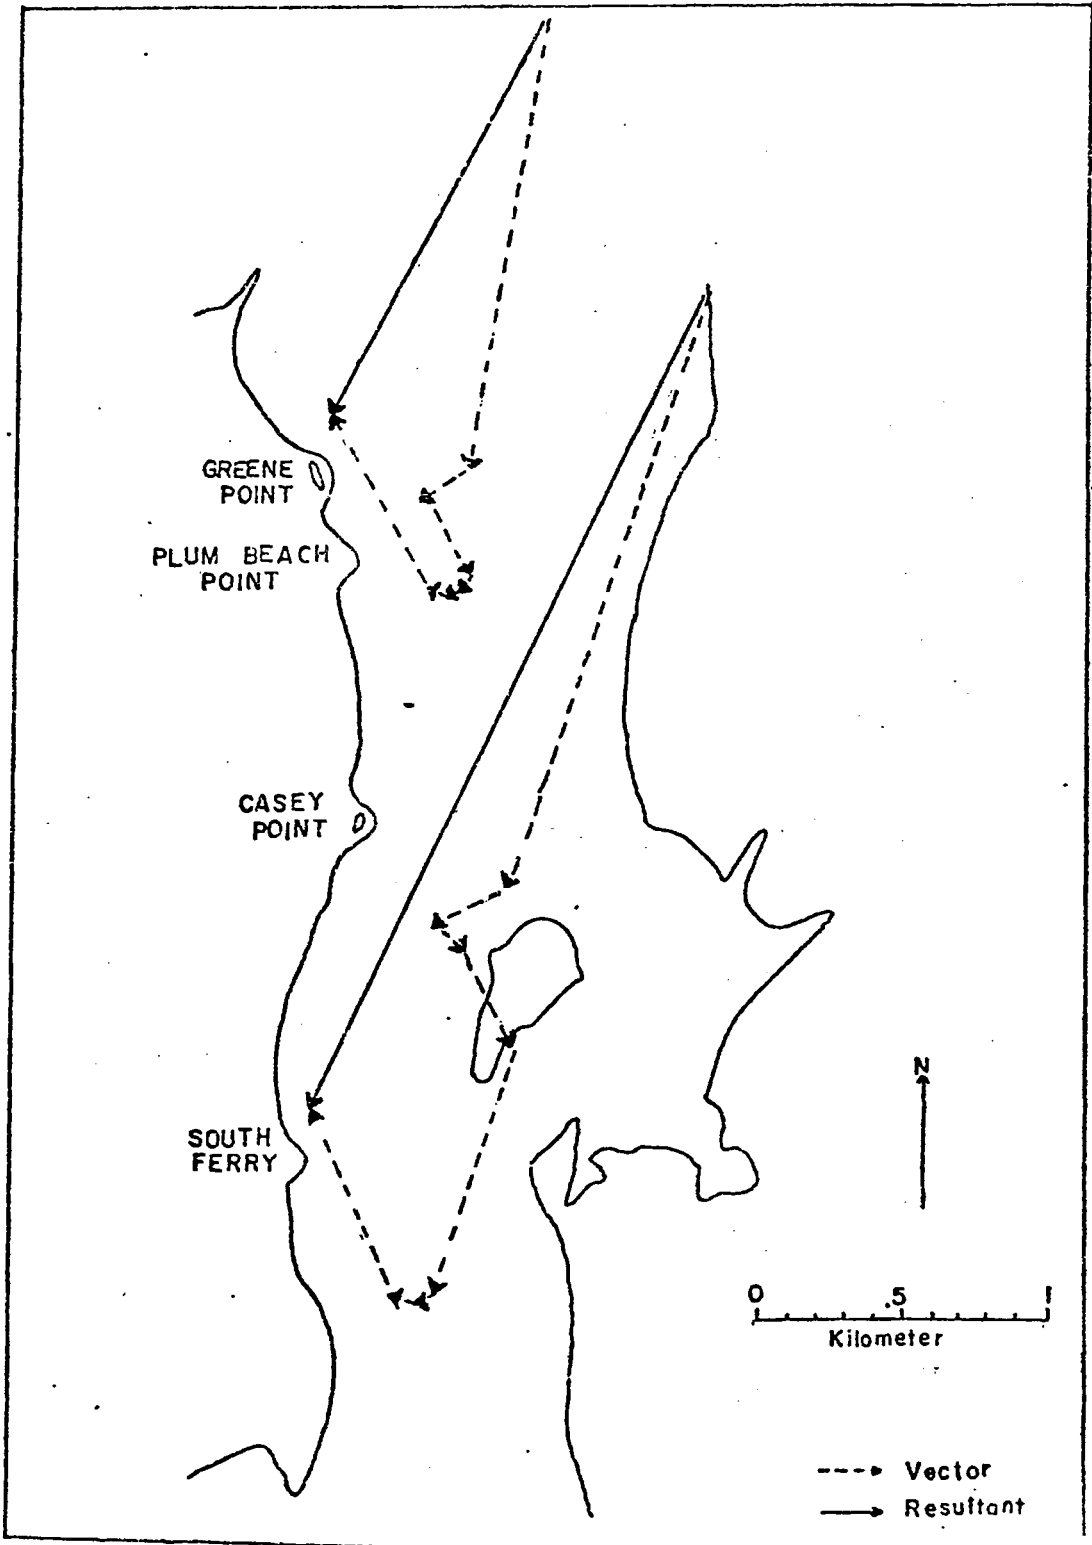 GREENE
POINT
PLUM BEACH
POINT
CASEY
POINT
SOUTH
FERRY
N
0 .5 1
Kilometer
Vector
Resultant